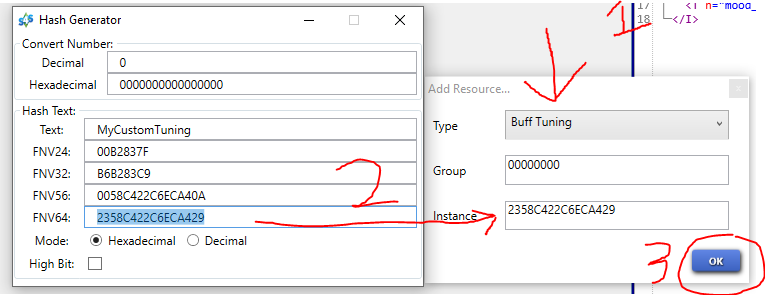 Hash Generator
Convert Number:
Decimal 0
Hexadecimal 0000000000000000
Hash Text:
Text: MyCustomTuning
FNV24: 00B2837F
FNV32: B6B283C9
FNV56: 0058C422C6ECA40A
FNV64: 2358C422C6ECA429
Mode: Hexadecimal Decimal
High Bit:
2
1
17 <T n="mood_
18 </I>
Add Resource...
Type Buff Tuning
Group 00000000
Instance 2358C422C6ECA429
3 OK